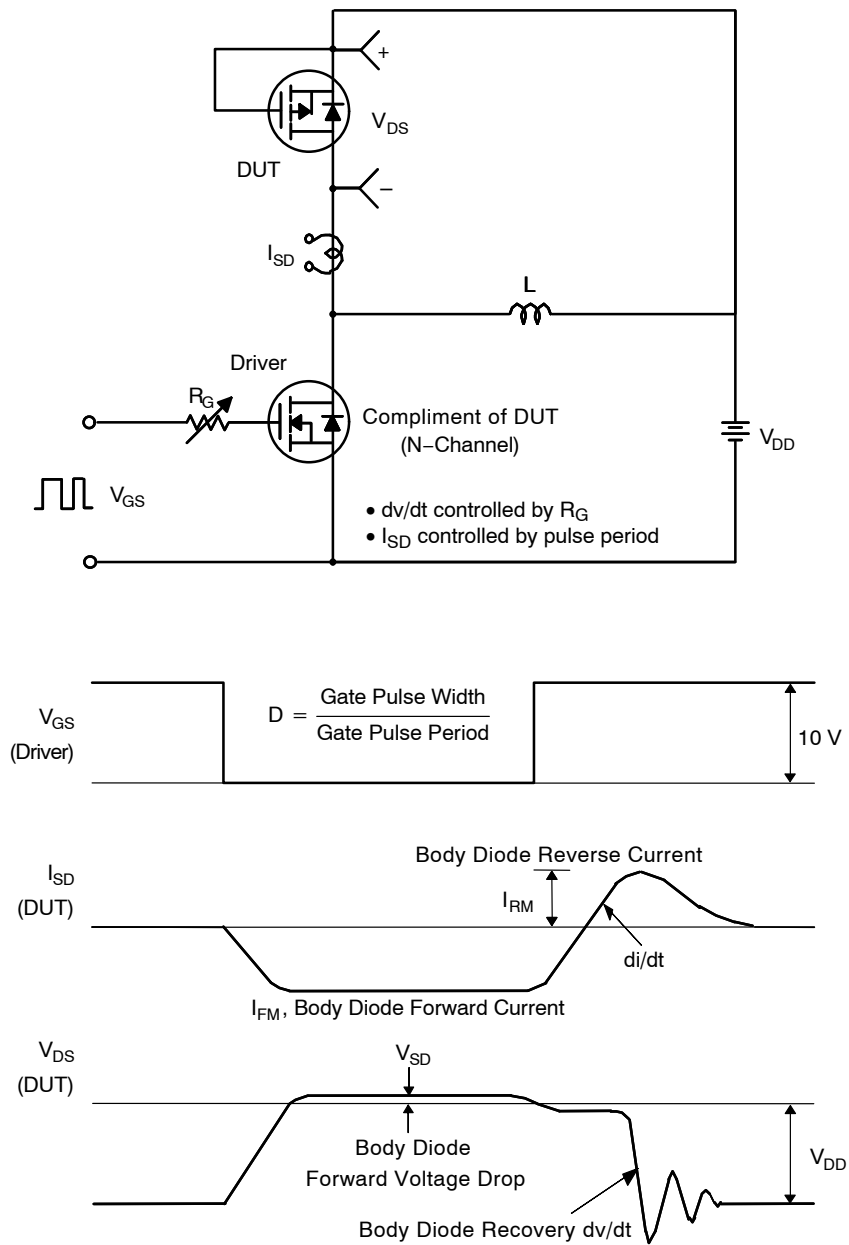 +
V_DS
DUT
−
I_SD
L
Driver
R_G
Compliment of DUT
(N−Channel)
V_DD
V_GS
• dv/dt controlled by R_G
• I_SD controlled by pulse period
V_GS
(Driver)
D = Gate Pulse Width
Gate Pulse Period
10 V
Body Diode Reverse Current
I_SD
(DUT)
I_RM
di/dt
I_FM, Body Diode Forward Current
V_DS
(DUT)
V_SD
Body Diode
Forward Voltage Drop
V_DD
Body Diode Recovery dv/dt